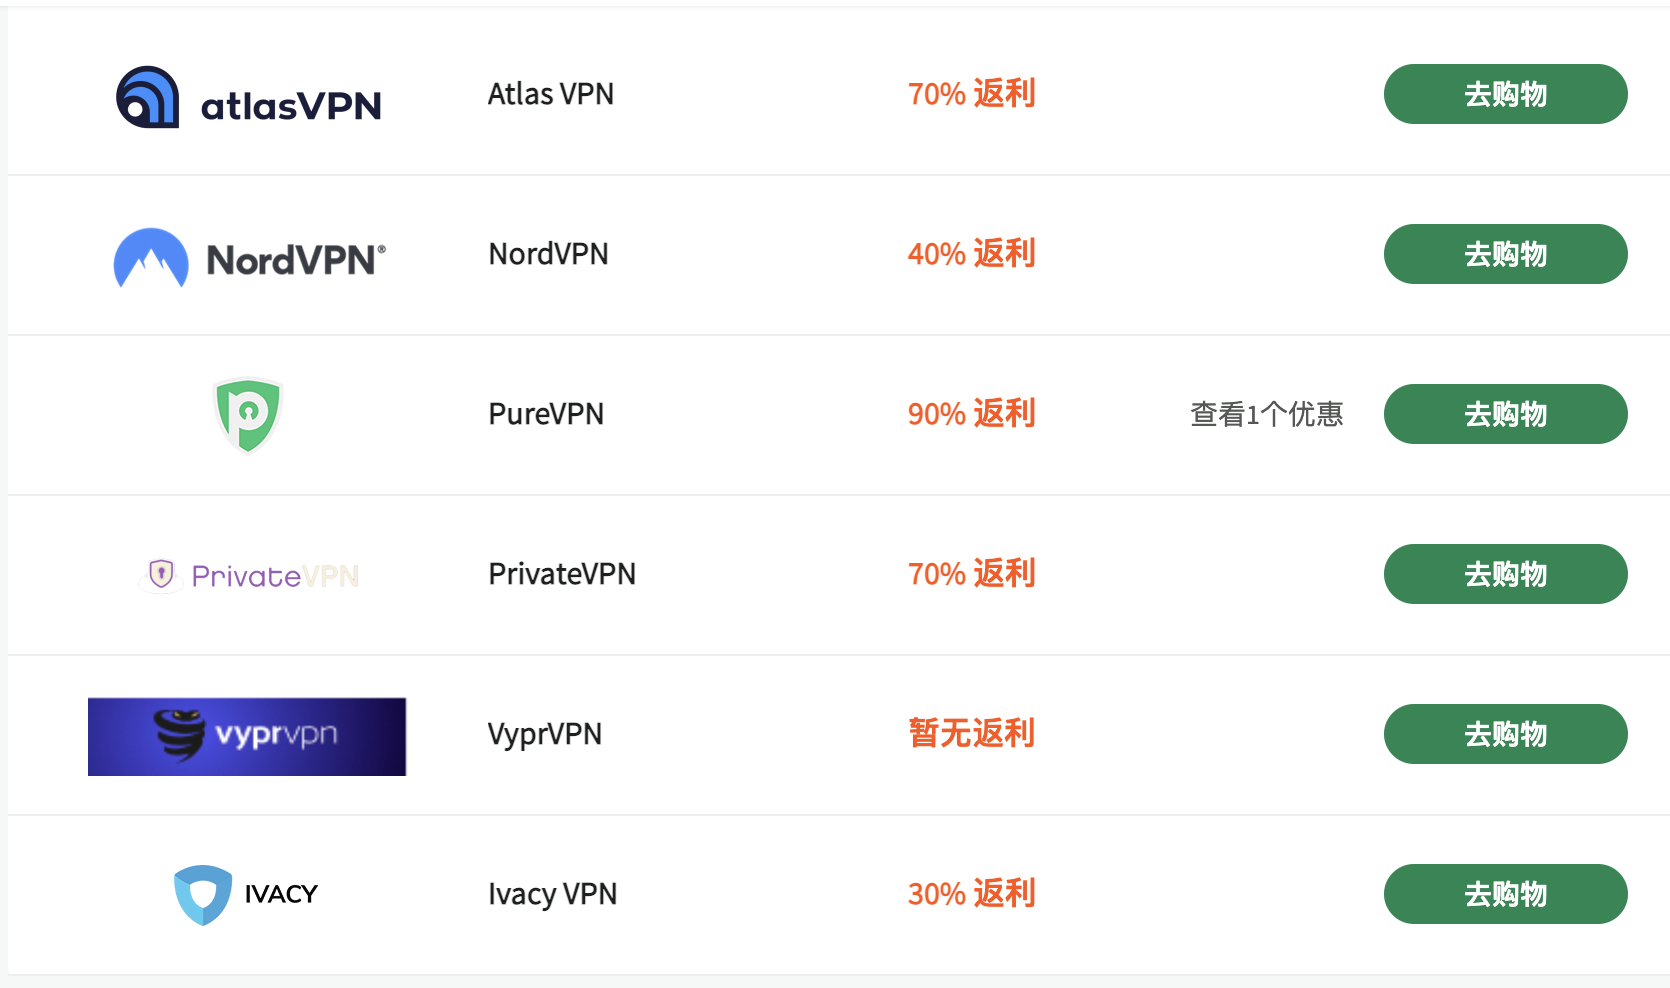 atlasVPN Atlas VPN 70% 返利 去购物
NordVPN® NordVPN 40% 返利 去购物
PureVPN 90% 返利 查看1个优惠 去购物
PrivateVPN PrivateVPN 70% 返利 去购物
vyprvpn VyprVPN 暂无返利 去购物
IVACY Ivacy VPN 30% 返利 去购物